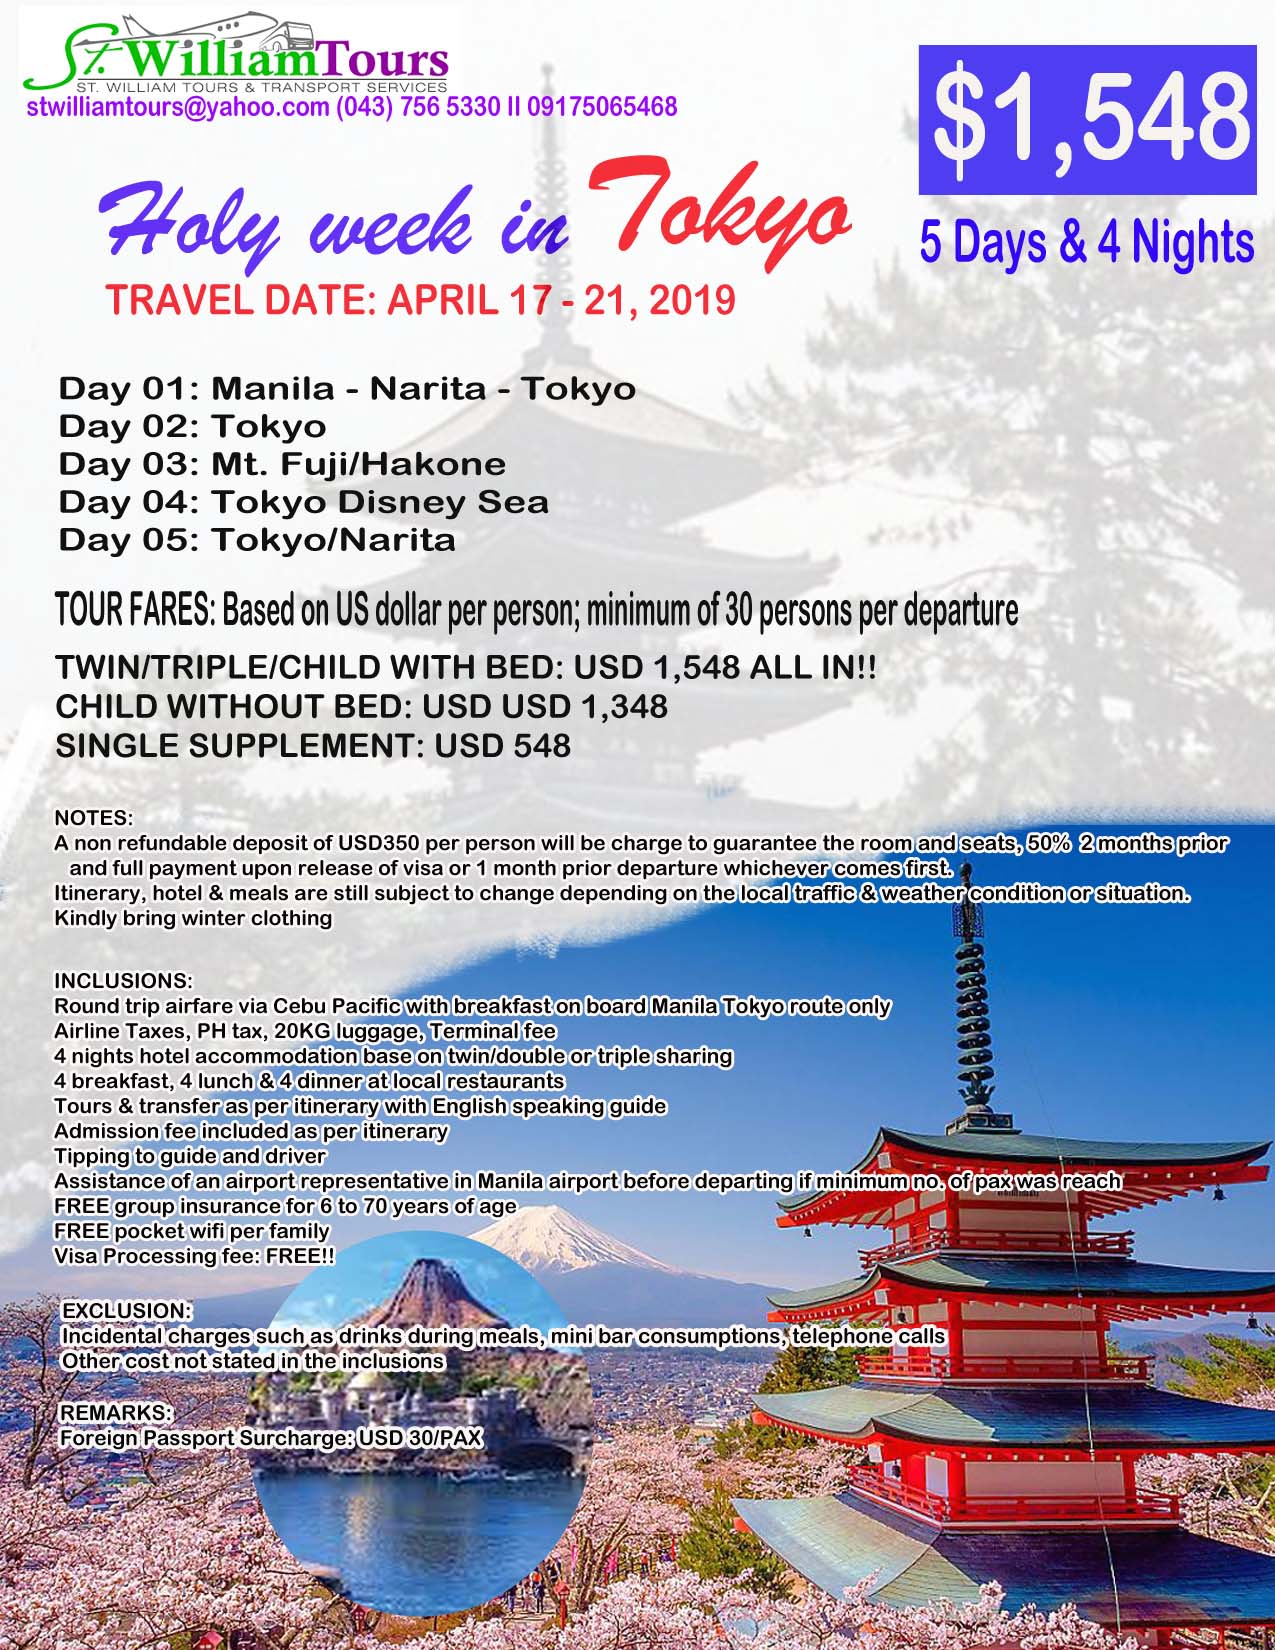 St. WilliamTours
ST. WILLIAM TOURS & TRANSPORT SERVICES
stwilliamtours@yahoo.com (043) 756 5330 II 09175065468
$1,548
5 Days & 4 Nights
Holy week in Tokyo
TRAVEL DATE: APRIL 17 - 21, 2019
Day 01: Manila - Narita - Tokyo
Day 02: Tokyo
Day 03: Mt. Fuji/Hakone
Day 04: Tokyo Disney Sea
Day 05: Tokyo/Narita
TOUR FARES: Based on US dollar per person; minimum of 30 persons per departure
TWIN/TRIPLE/CHILD WITH BED: USD 1,548 ALL IN!!
CHILD WITHOUT BED: USD USD 1,348
SINGLE SUPPLEMENT: USD 548
NOTES:
A non refundable deposit of USD350 per person will be charge to guarantee the room and seats, 50% 2 months prior
and full payment upon release of visa or 1 month prior departure whichever comes first.
Itinerary, hotel & meals are still subject to change depending on the local traffic & weather condition or situation.
Kindly bring winter clothing
INCLUSIONS:
Round trip airfare via Cebu Pacific with breakfast on board Manila Tokyo route only
Airline Taxes, PH tax, 20KG luggage, Terminal fee
4 nights hotel accommodation base on twin/double or triple sharing
4 breakfast, 4 lunch & 4 dinner at local restaurants
Tours & transfer as per itinerary with English speaking guide
Admission fee included as per itinerary
Tipping to guide and driver
Assistance of an airport representative in Manila airport before departing if minimum no. of pax was reach
FREE group insurance for 6 to 70 years of age
FREE pocket wifi per family
Visa Processing fee: FREE!!
EXCLUSION:
Incidental charges such as drinks during meals, mini bar consumptions, telephone calls
Other cost not stated in the inclusions
REMARKS:
Foreign Passport Surcharge: USD 30/PAX